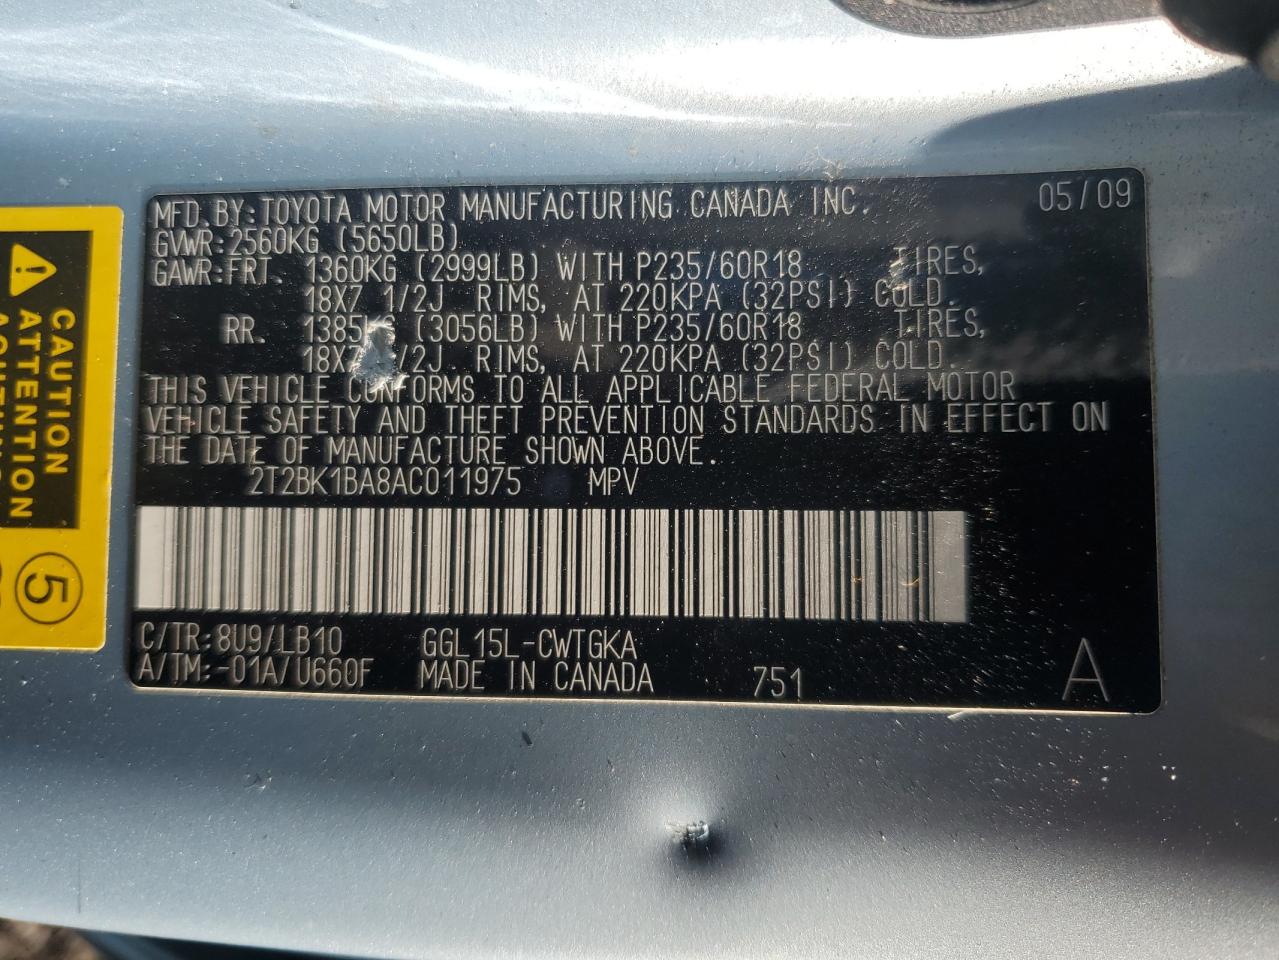 MFD.BY:TOYOTA MOTOR MANUFACTURING CANADA INC. 05/09
GVWR:2560KG (5650LB)
GAWR:FRT. 1360KG (2999LB) WITH P235/60R18 TIRES,
18X7 1/2J RIMS, AT 220KPA (32PSI) COLD.
RR. (3056LB) WITH P235/60R18 TIRES,
RIMS, AT 220KPA (32PSI) COLD.
THIS VEHICLE CONFORMS TO ALL APPLICABLE FEDERAL MOTOR
VEHICLE SAFETY AND THEFT PREVENTION STANDARDS IN EFFECT ON
THE DATE OF MANUFACTURE SHOWN ABOVE.
2T2BK1BA8AC011975 MPV
C/TR:8U9/LB10 GGL15L-CWTGKA
A/TM:-01A/U660F MADE IN CANADA 751 A
CAUTION
ATTENTION
5